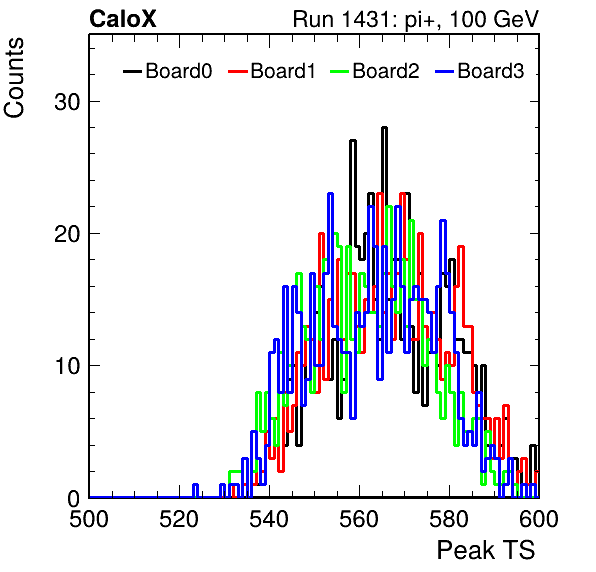 CaloX Run 1431: pi+, 100 GeV
Counts
Board0 Board1 Board2 Board3
30
20
10
0
500 520 540 560 580 600
Peak TS